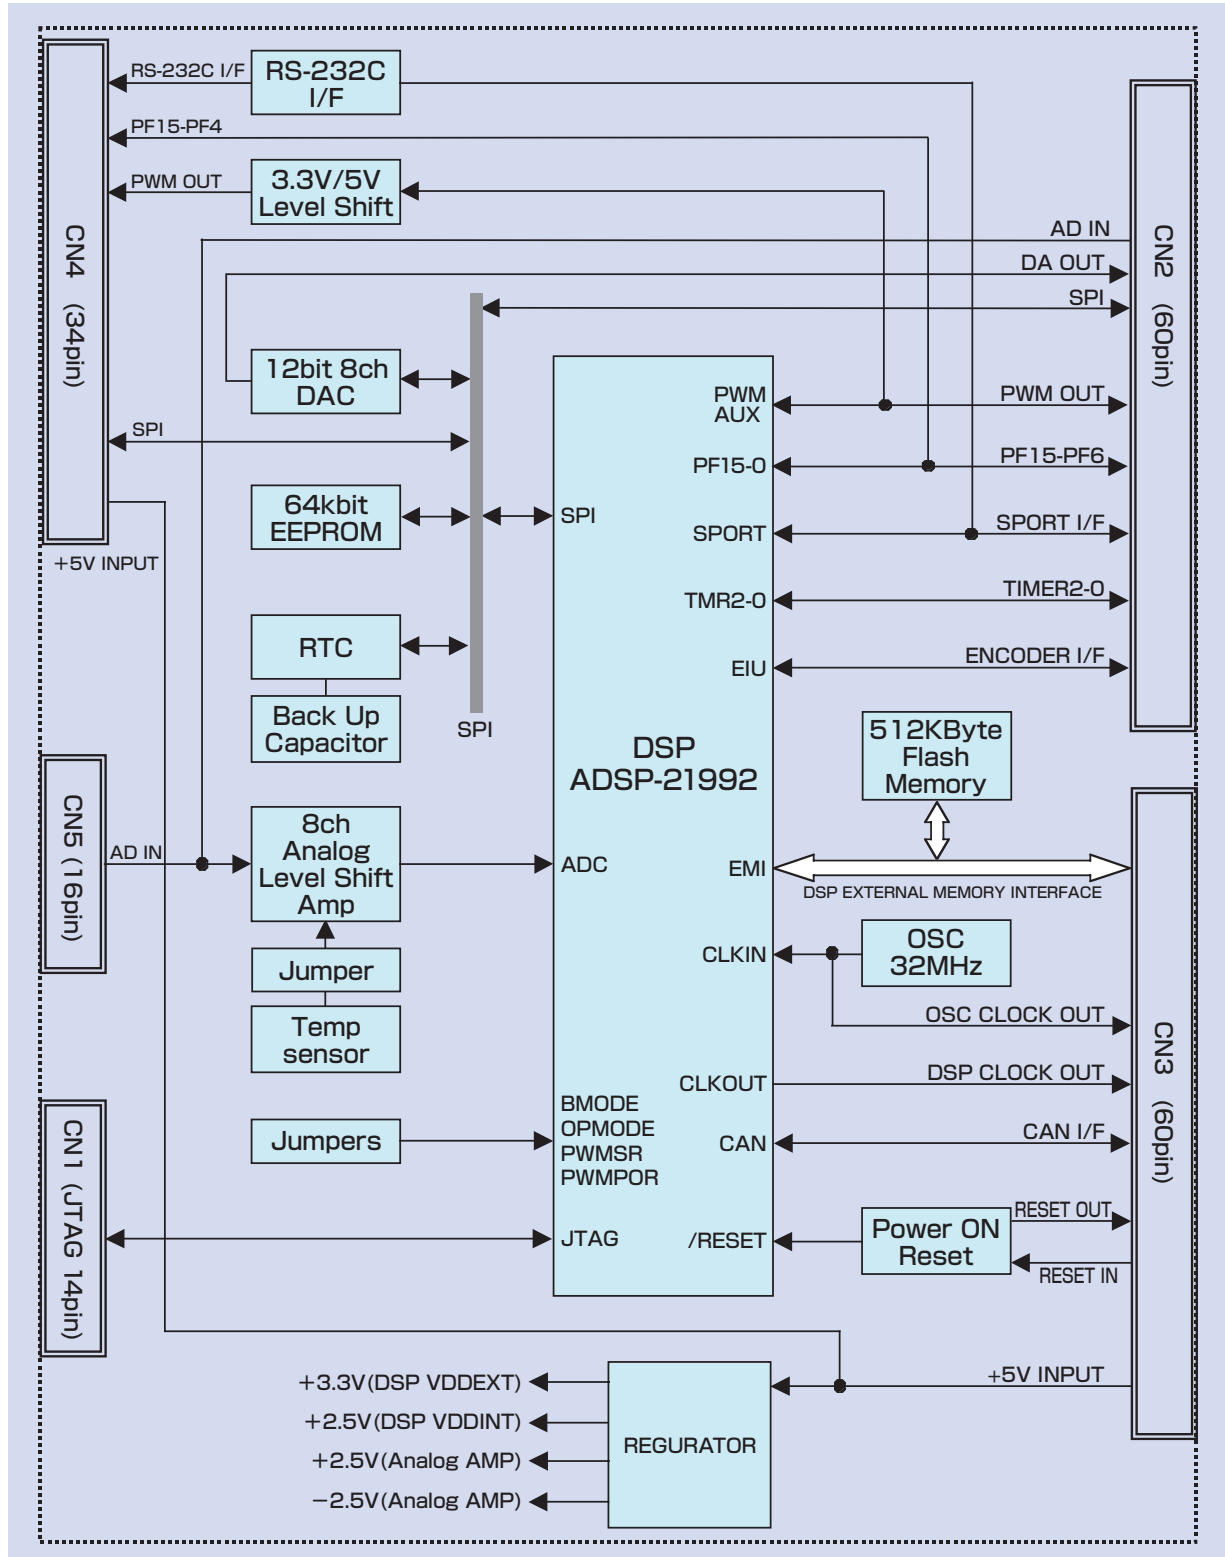 RS-232C I/F
RS-232C
I/F
PF15-PF4
PWM OUT
3.3V/5V
Level Shift
CN4 (34pin)
AD IN
DA OUT
SPI
CN2 (60pin)
12bit 8ch
DAC
PWM
AUX
PWM OUT
SPI
PF15-0
PF15-PF6
64kbit
EEPROM
SPI
SPORT
SPORT I/F
+5V INPUT
TMR2-0
TIMER2-0
RTC
EIU
ENCODER I/F
Back Up
Capacitor
SPI
DSP
ADSP-21992
512KByte
Flash
Memory
CN5 (16pin)
AD IN
8ch
Analog
Level Shift
Amp
ADC
EMI
DSP EXTERNAL MEMORY INTERFACE
Jumper
CLKIN
OSC
32MHz
Temp
sensor
OSC CLOCK OUT
CN3 (60pin)
CLKOUT
DSP CLOCK OUT
CN1 (JTAG 14pin)
Jumpers
BMODE
OPMODE
PWMSR
PWMPOR
CAN
CAN I/F
JTAG
/RESET
Power ON
Reset
RESET OUT
RESET IN
+3.3V(DSP VDDEXT)
+2.5V(DSP VDDINT)
+2.5V(Analog AMP)
−2.5V(Analog AMP)
REGURATOR
+5V INPUT